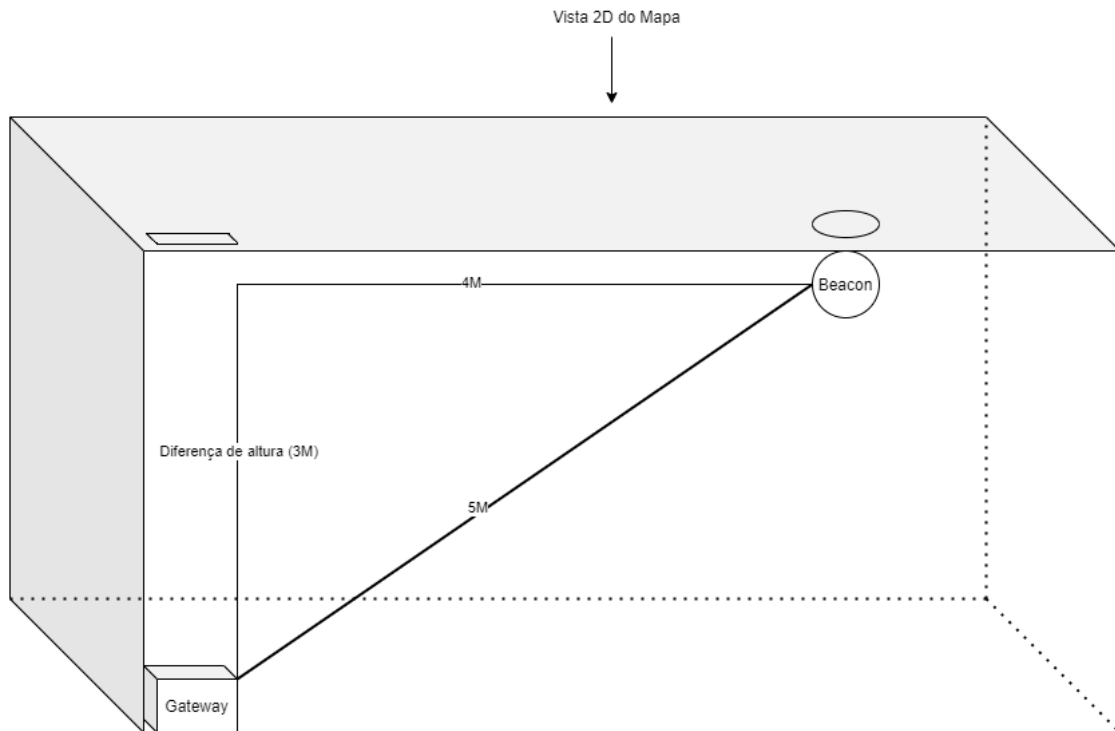 Vista 2D do Mapa
4M
Beacon
Diferença de altura (3M)
5M
Gateway